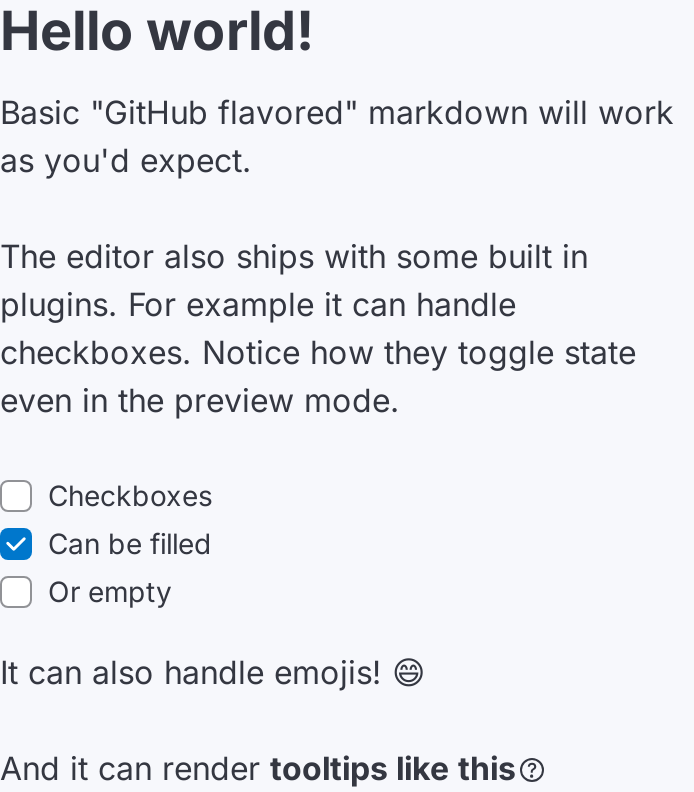 Hello world!
Basic "GitHub flavored" markdown will work
as you'd expect.
The editor also ships with some built in
plugins. For example it can handle
checkboxes. Notice how they toggle state
even in the preview mode.
Checkboxes
Can be filled
Or empty
It can also handle emojis! 😄
And it can render tooltips like this